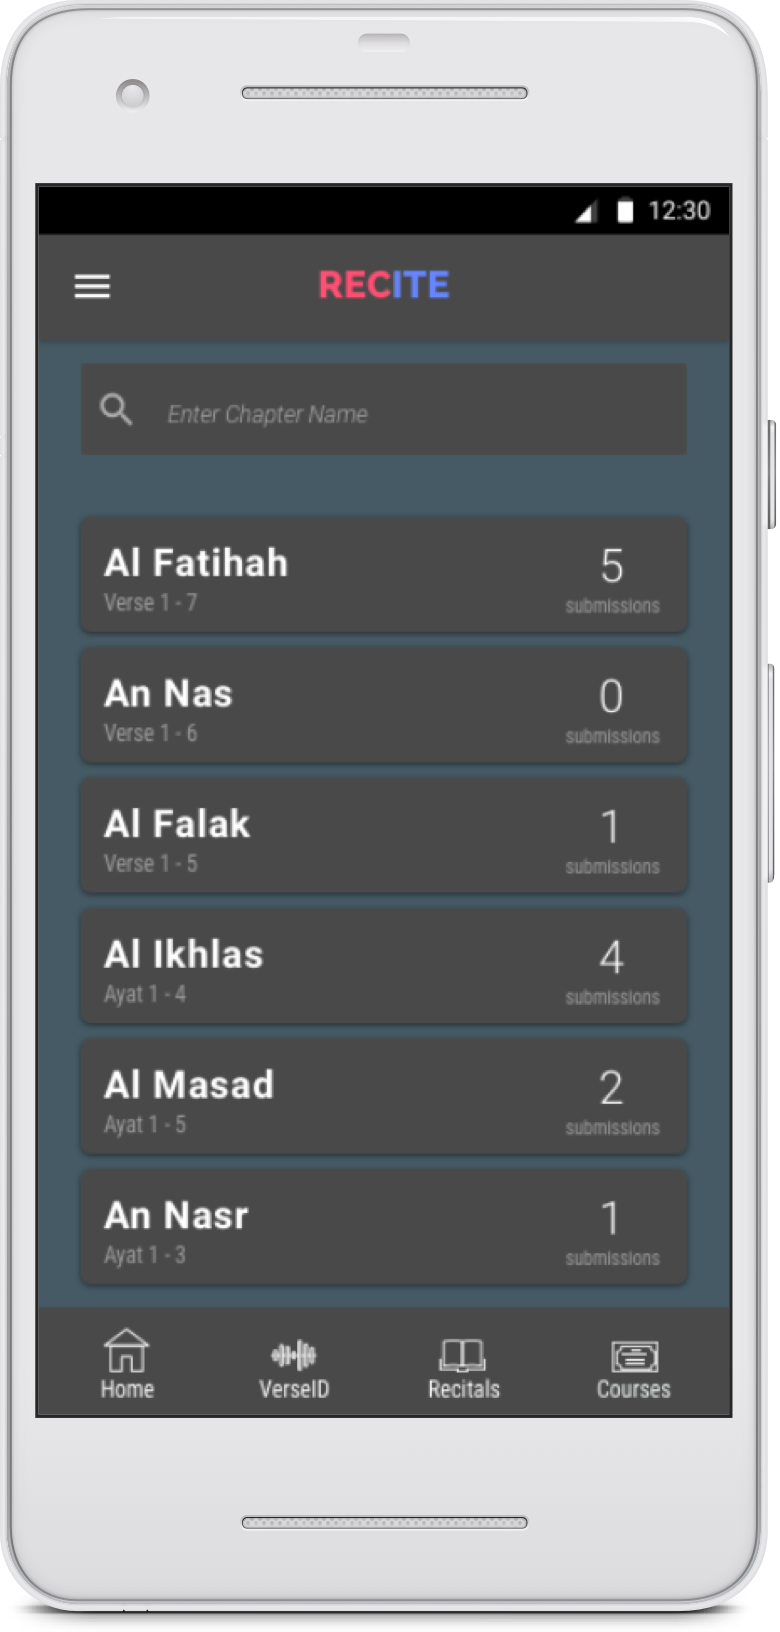 12:30
RECITE
Enter Chapter Name
Al Fatihah
Verse 1 - 7
5
submissions
An Nas
Verse 1 - 6
0
submissions
Al Falak
Verse 1 - 5
1
submissions
Al Ikhlas
Ayat 1 - 4
4
submissions
Al Masad
Ayat 1 - 5
2
submissions
An Nasr
Ayat 1 - 3
1
submissions
Home
VerseID
Recitals
Courses